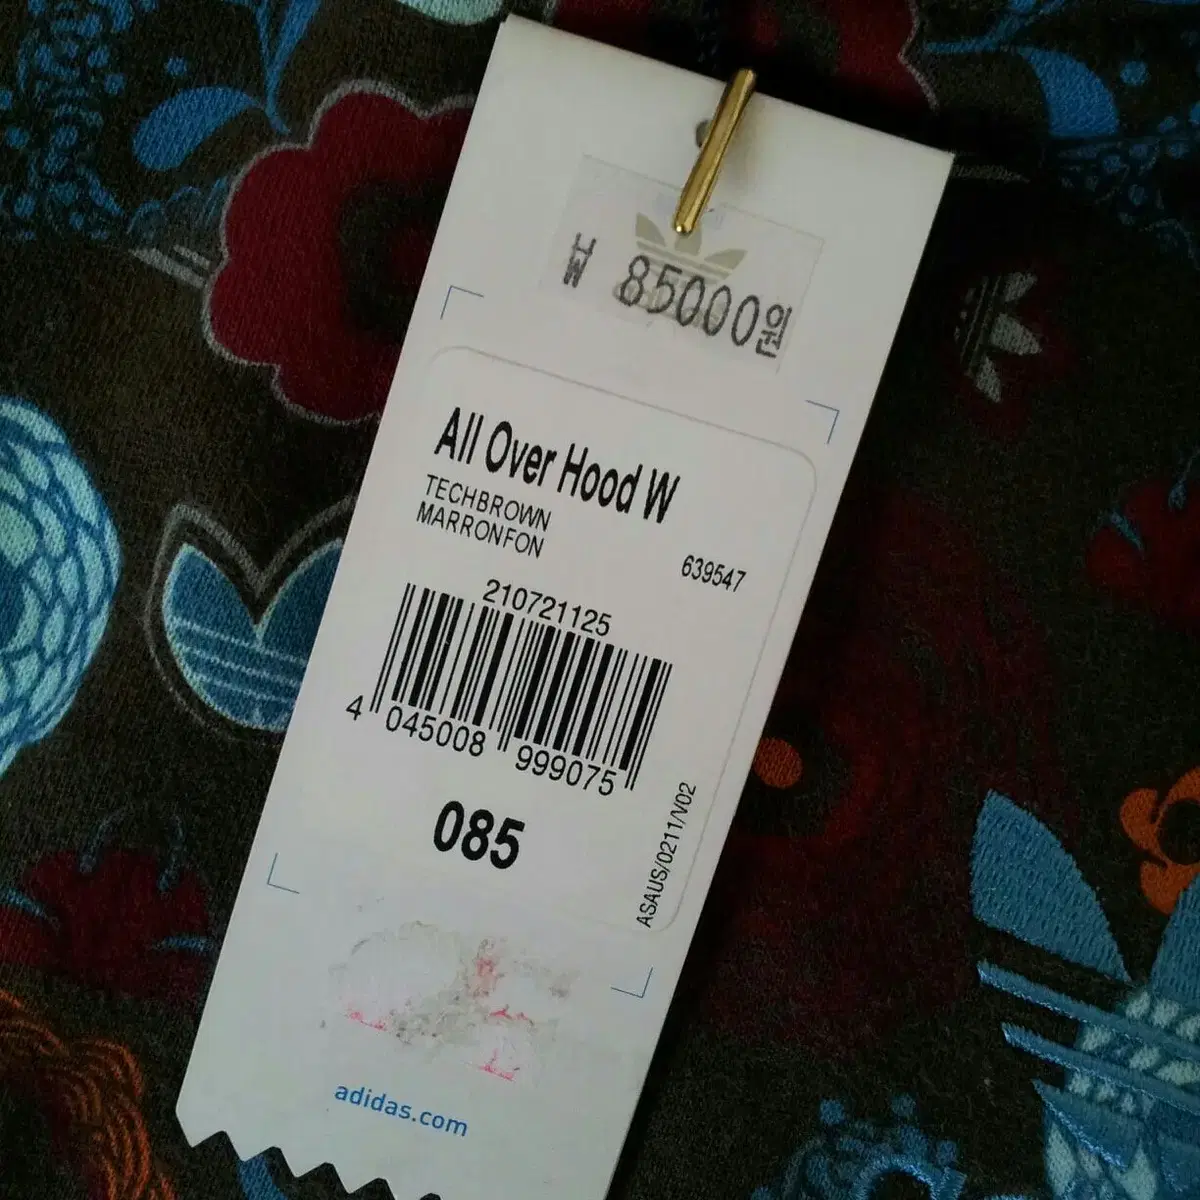 ₩ 85000원
All Over Hood W
TECHBROWN
MARRONFON
639547
210721125
4 045008 999075
085
ASAUS/0211/V02
adidas.com